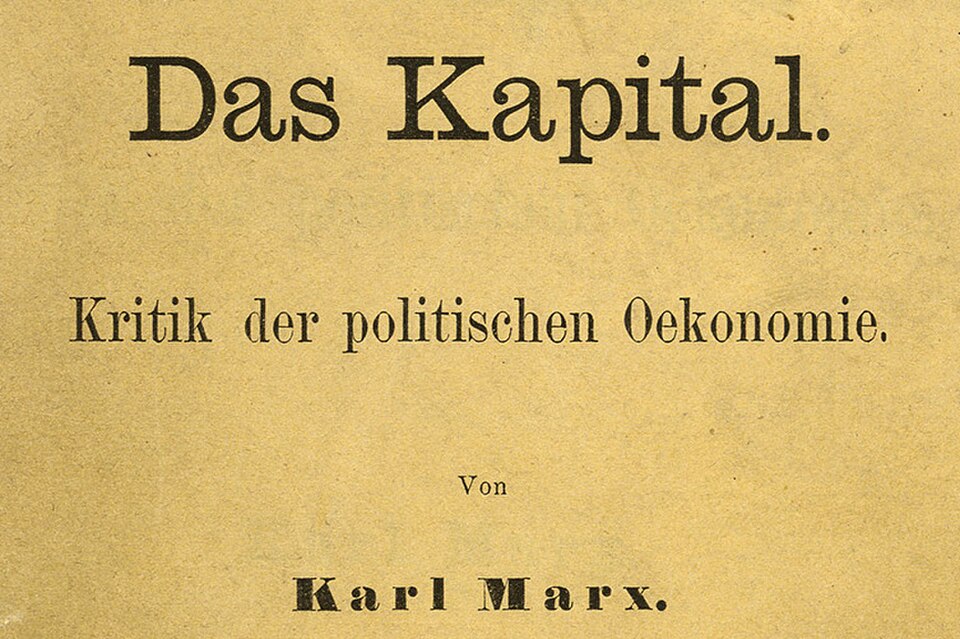 Das Kapital.
Kritik der politischen Oekonomie.
Von
Karl Marx.